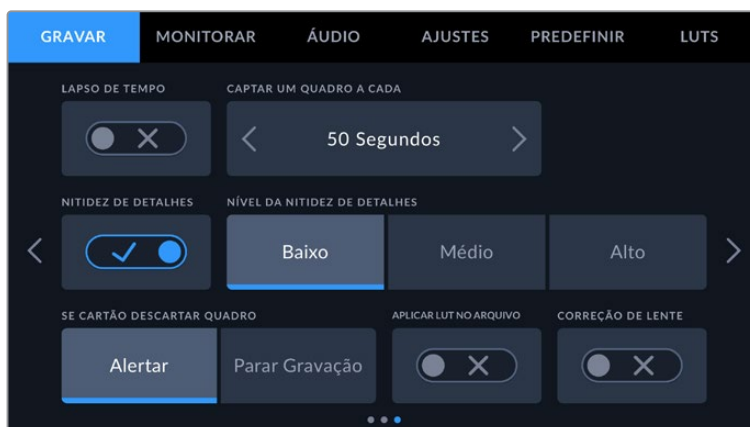 GRAVAR MONITORAR ÁUDIO AJUSTES PREDEFINIR LUTS
LAPSO DE TEMPO CAPTAR UM QUADRO A CADA
50 Segundos
NITIDEZ DE DETALHES NÍVEL DA NITIDEZ DE DETALHES
Baixo Médio Alto
SE CARTÃO DESCARTAR QUADRO APLICAR LUT NO ARQUIVO CORREÇÃO DE LENTE
Alertar Parar Gravação